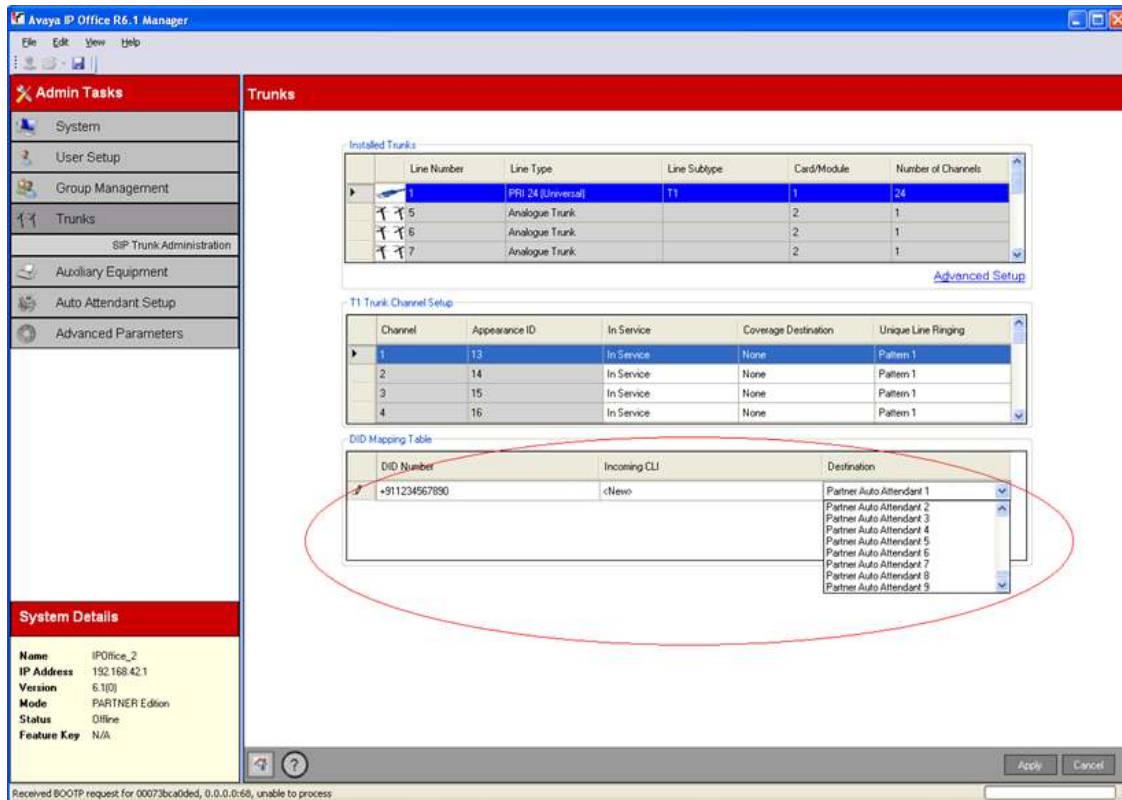 Avaya IP Office R6.1 Manager
File Edit View Help
Admin Tasks
System
User Setup
Group Management
Trunks
SIP Trunk Administration
Auxiliary Equipment
Auto Attendant Setup
Advanced Parameters
System Details
Name IPOffice_2
IP Address 192.168.42.1
Version 6.1(0)
Mode PARTNER Edition
Status Offline
Feature Key N/A
Trunks
Installed Trunks
Line Number Line Type Line Subtype Card/Module Number of Channels
1 PRI 24 (Universal) T1 1 24
5 Analogue Trunk 2 1
6 Analogue Trunk 2 1
7 Analogue Trunk 2 1
Advanced Setup
T1 Trunk Channel Setup
Channel Appearance ID In Service Coverage Destination Unique Line Ringing
1 13 In Service None Pattern 1
2 14 In Service None Pattern 1
3 15 In Service None Pattern 1
4 16 In Service None Pattern 1
DID Mapping Table
DID Number Incoming CLI Destination
+911234567890 <New> Partner Auto Attendant 1
Partner Auto Attendant 2
Partner Auto Attendant 3
Partner Auto Attendant 4
Partner Auto Attendant 5
Partner Auto Attendant 6
Partner Auto Attendant 7
Partner Auto Attendant 8
Partner Auto Attendant 9
? Apply Cancel
Received BOOTP request for 00073bca0ded, 0.0.0.0:68, unable to process